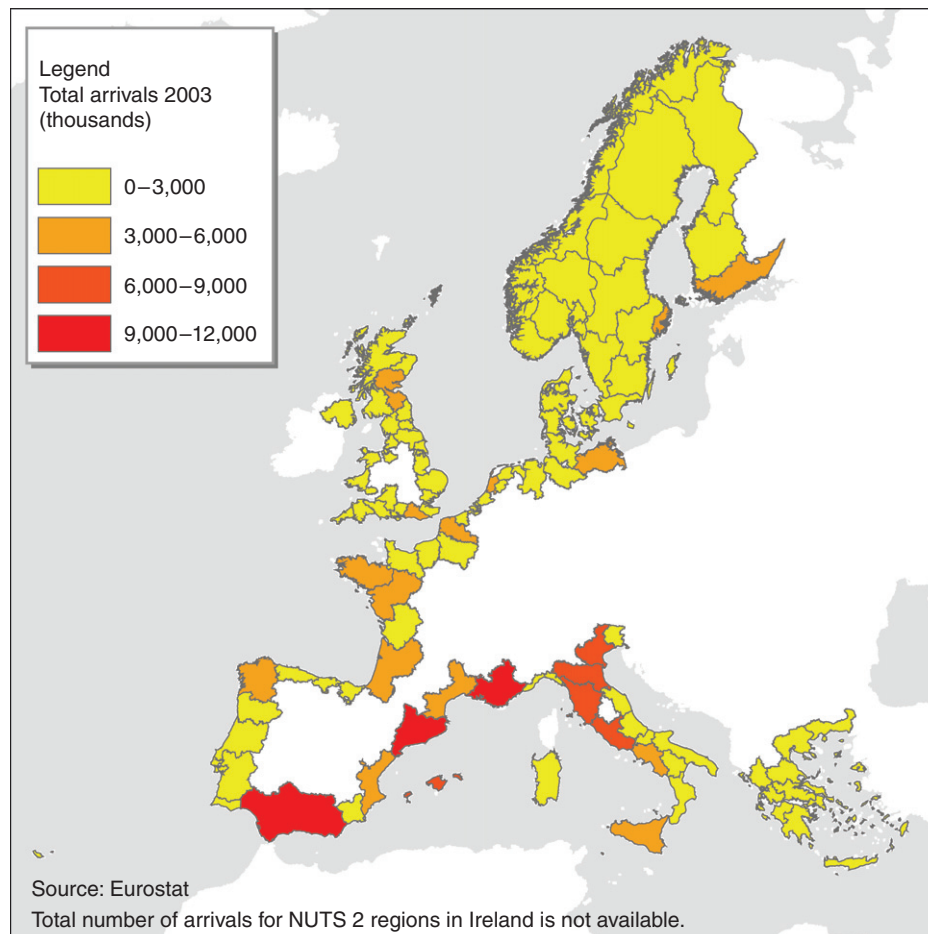 Legend
Total arrivals 2003
(thousands)
0–3,000
3,000–6,000
6,000–9,000
9,000–12,000
Source: Eurostat
Total number of arrivals for NUTS 2 regions in Ireland is not available.